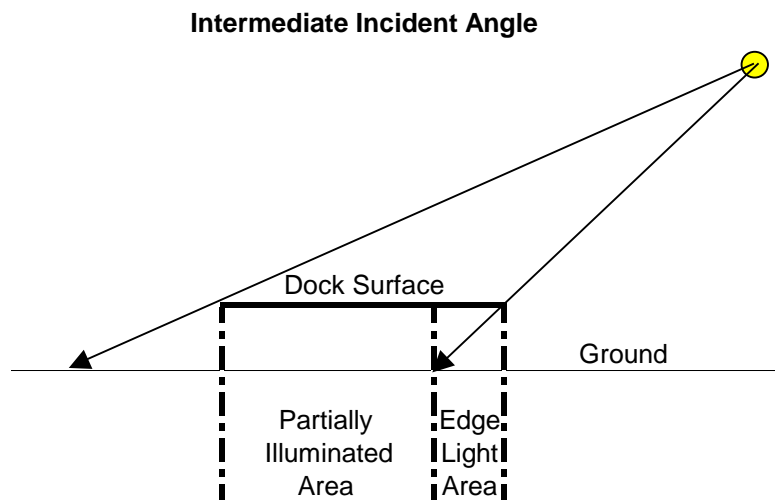 Intermediate Incident Angle
Dock Surface
Ground
Partially
Illuminated
Area
Edge
Light
Area